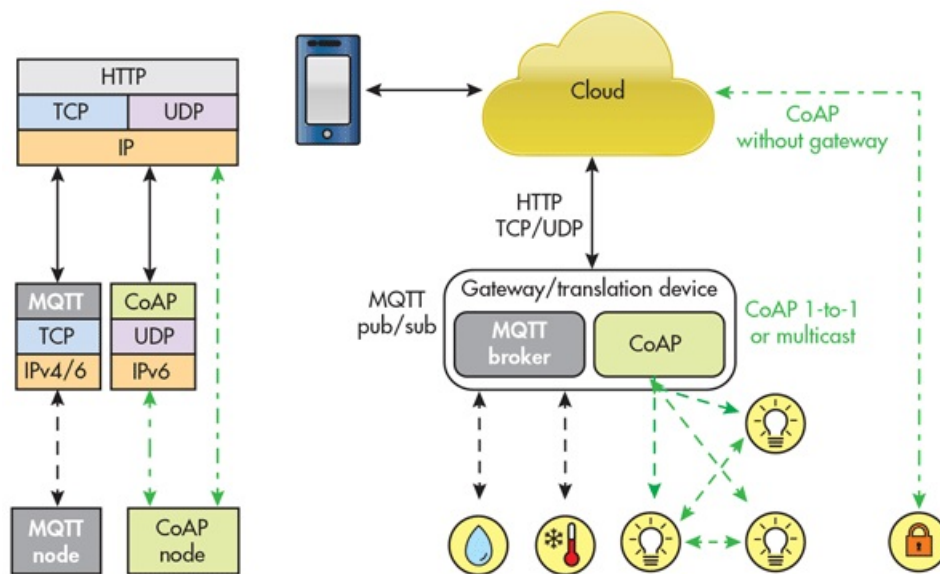 HTTP
TCP
UDP
IP
MQTT
TCP
IPv4/6
CoAP
UDP
IPv6
MQTT
node
CoAP
node
Cloud
CoAP
without gateway
HTTP
TCP/UDP
MQTT
pub/sub
Gateway/translation device
MQTT
broker
CoAP
CoAP 1-to-1
or multicast